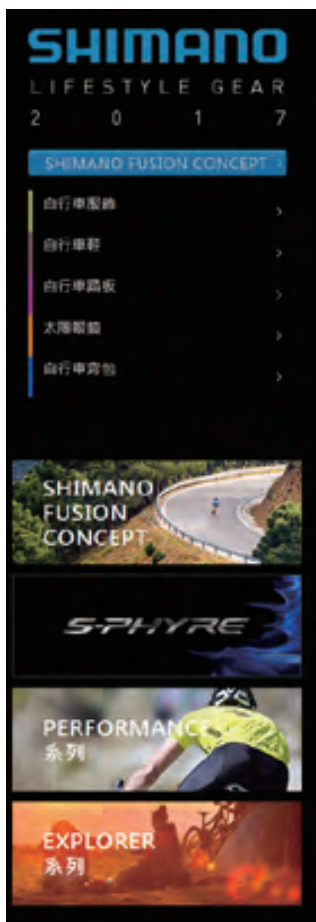 SHIMANO
LIFESTYLE GEAR
2 0 1 7
SHIMANO FUSION CONCEPT ›
自行車服飾 ›
自行車鞋 ›
自行車踏板 ›
太陽眼鏡 ›
自行車背包 ›
SHIMANO
FUSION
CONCEPT
S-PHYRE
PERFORMANCE
系列
EXPLORER
系列